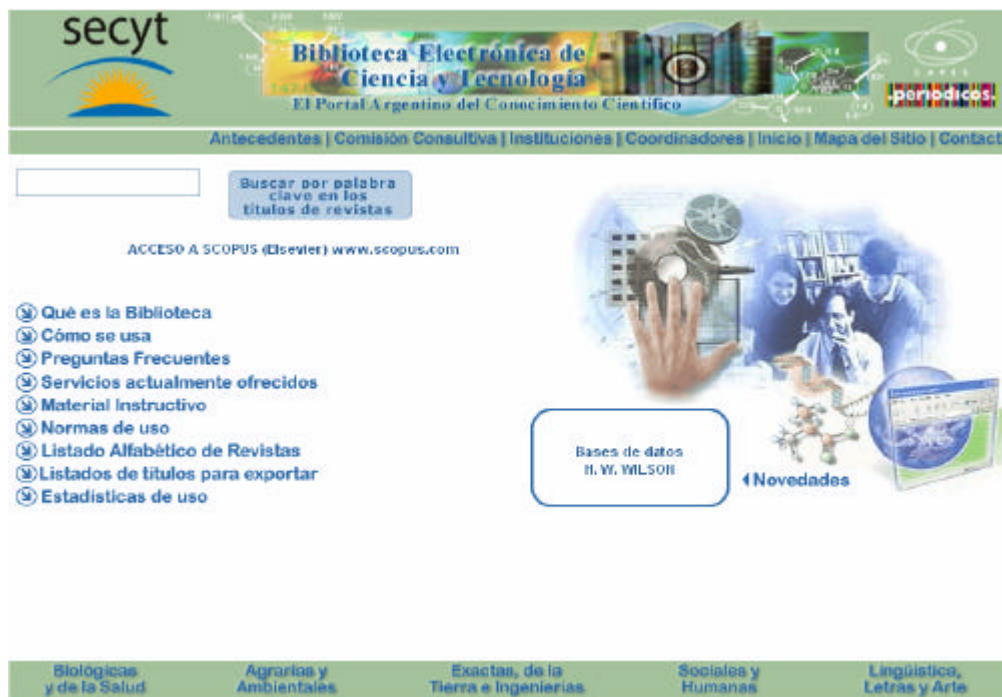 secyt
Biblioteca Electrónica de
Ciencia y Tecnología
El Portal Argentino del Conocimiento Científico
CAPES
.periodicos.
Antecedentes | Comisión Consultiva | Instituciones | Coordinadores | Inicio | Mapa del Sitio | Contact
Buscar por palabra
clave en los
títulos de revistas
ACCESO A SCOPUS (Elsevier) www.scopus.com
Qué es la Biblioteca
Cómo se usa
Preguntas Frecuentes
Servicios actualmente ofrecidos
Material Instructivo
Normas de uso
Listado Alfabético de Revistas
Listados de títulos para exportar
Estadísticas de uso
Bases de datos
H. W. WILSON
Novedades
Biológicas
y de la Salud
Agrarias y
Ambientales
Exactas, de la
Tierra e Ingenierías
Sociales y
Humanas
Lingüística,
Letras y Arte